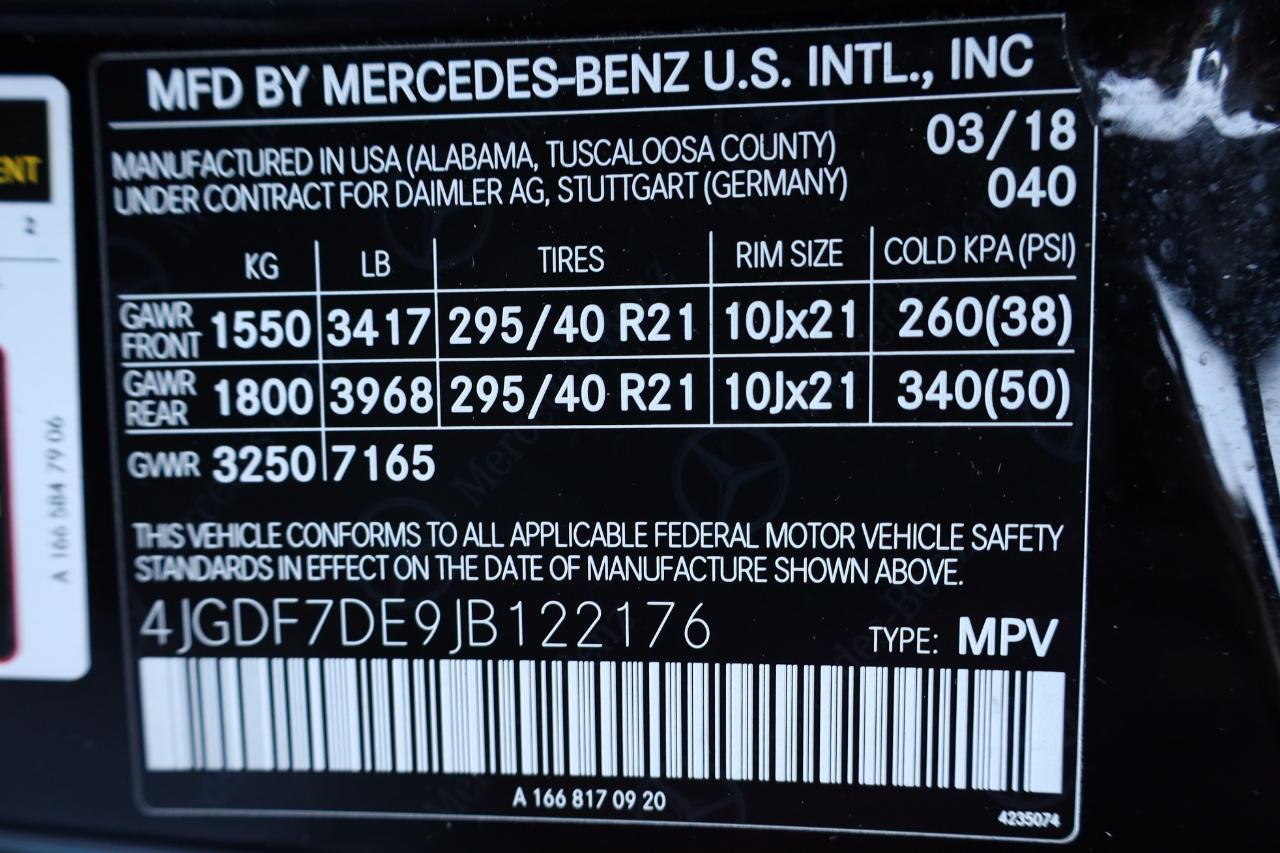 MFD BY MERCEDES-BENZ U.S. INTL., INC
MANUFACTURED IN USA (ALABAMA, TUSCALOOSA COUNTY) 03/18
UNDER CONTRACT FOR DAIMLER AG, STUTTGART (GERMANY) 040
KG LB TIRES RIM SIZE COLD KPA (PSI)
GAWR FRONT 1550 3417 295/40 R21 10Jx21 260(38)
GAWR REAR 1800 3968 295/40 R21 10Jx21 340(50)
GVWR 3250 7165
THIS VEHICLE CONFORMS TO ALL APPLICABLE FEDERAL MOTOR VEHICLE SAFETY
STANDARDS IN EFFECT ON THE DATE OF MANUFACTURE SHOWN ABOVE.
4JGDF7DE9JB122176 TYPE: MPV
A 166 817 09 20
4235074
ENT
2
A 166 584 79 06